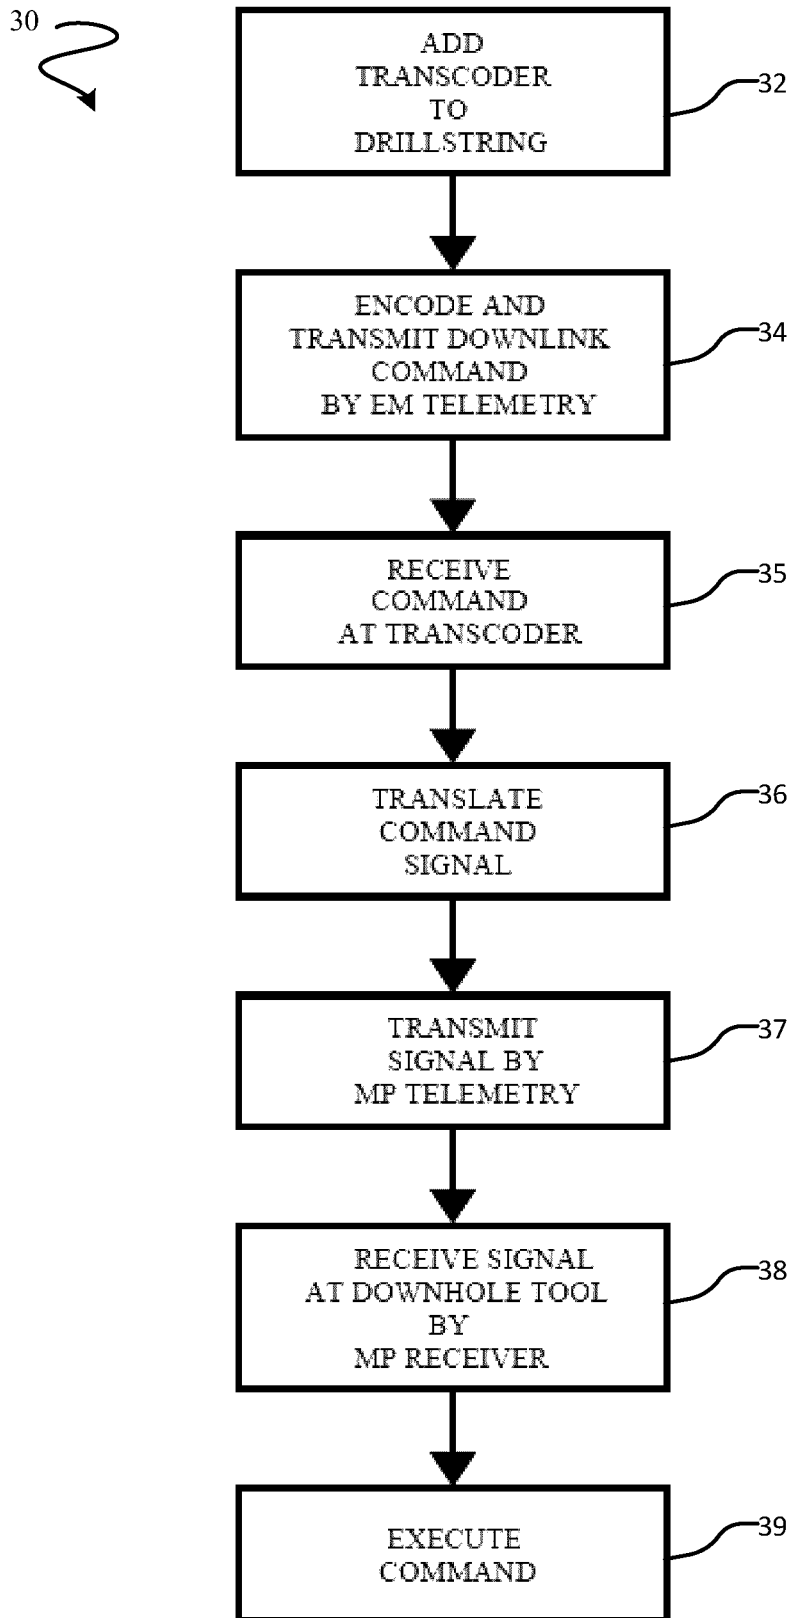 30
ADD
TRANSCODER
TO
DRILLSTRING
32
ENCODE AND
TRANSMIT DOWNLINK
COMMAND
BY EM TELEMETRY
34
RECEIVE
COMMAND
AT TRANSCODER
35
TRANSLATE
COMMAND
SIGNAL
36
TRANSMIT
SIGNAL BY
MP TELEMETRY
37
RECEIVE SIGNAL
AT DOWNHOLE TOOL
BY
MP RECEIVER
38
EXECUTE
COMMAND
39